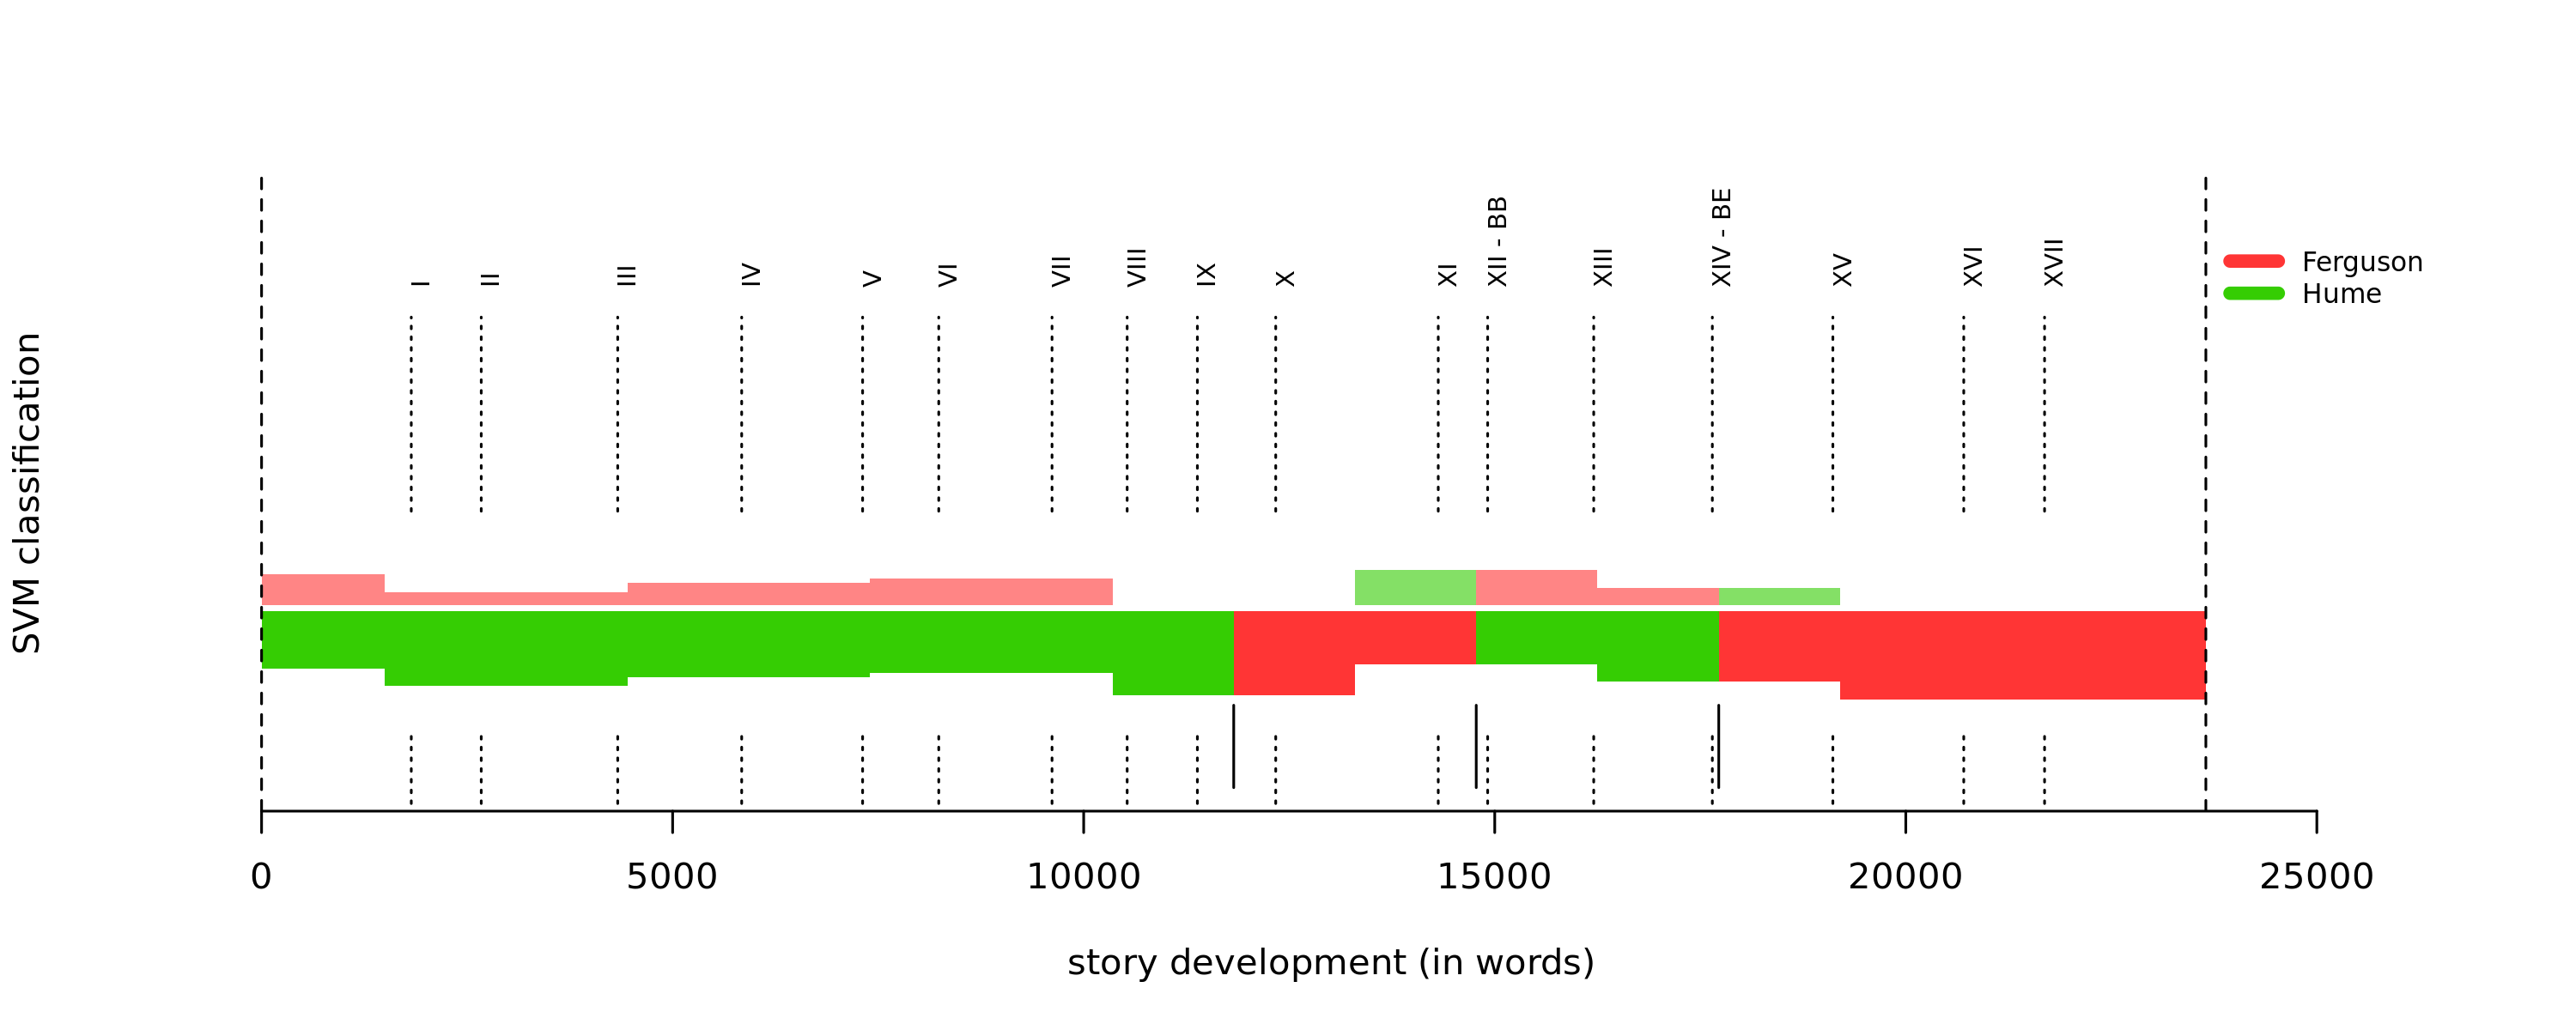 I
II
III
IV
V
VI
VII
VIII
IX
X
XI
XII - BB
XIII
XIV - BE
XV
XVI
XVII
Ferguson
Hume
SVM classification
0 5000 10000 15000 20000 25000
story development (in words)